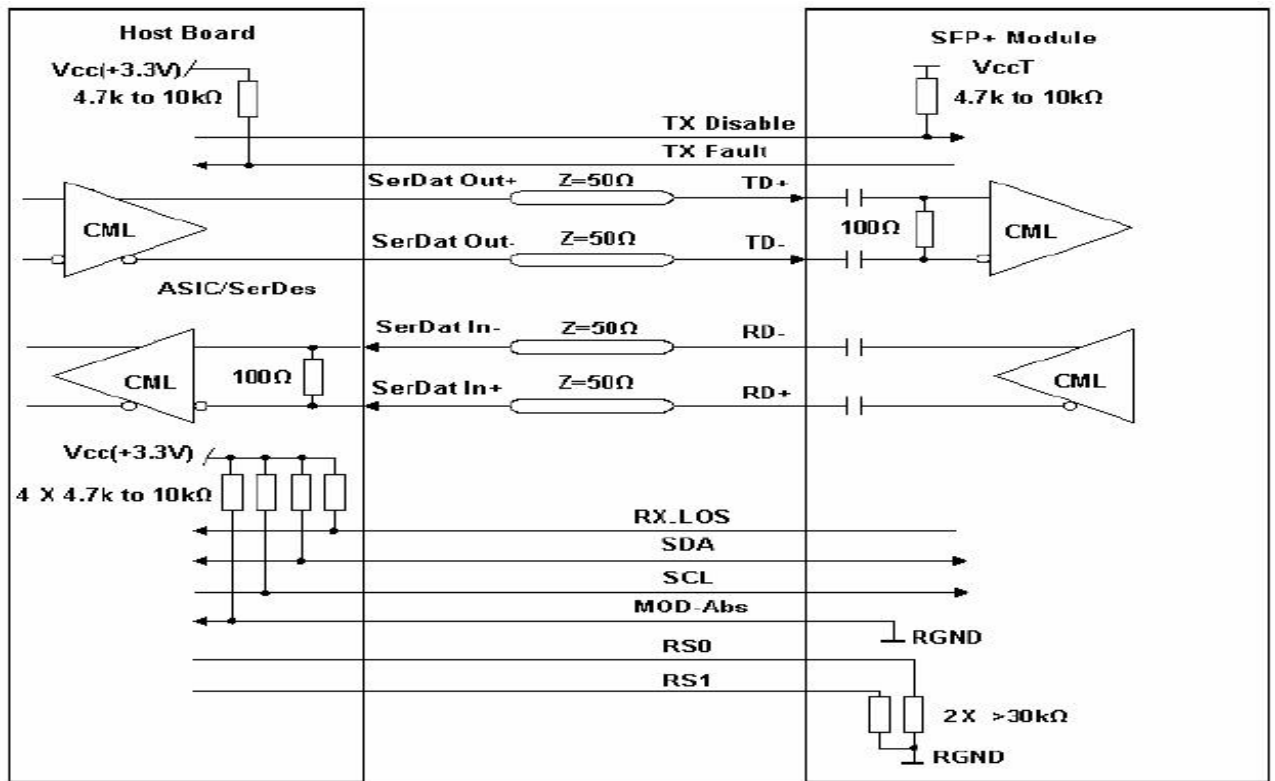 Host Board
SFP+ Module
Vcc(+3.3V)
4.7k to 10kΩ
VccT
4.7k to 10kΩ
TX Disable
TX Fault
SerDat Out+
Z=50Ω
TD+
CML
100Ω
CML
SerDat Out-
Z=50Ω
TD-
ASIC/SerDes
SerDat In-
Z=50Ω
RD-
CML
100Ω
CML
SerDat In+
Z=50Ω
RD+
Vcc(+3.3V)
4 X 4.7k to 10kΩ
RX_LOS
SDA
SCL
MOD-Abs
RGND
RS0
RS1
2X >30kΩ
RGND